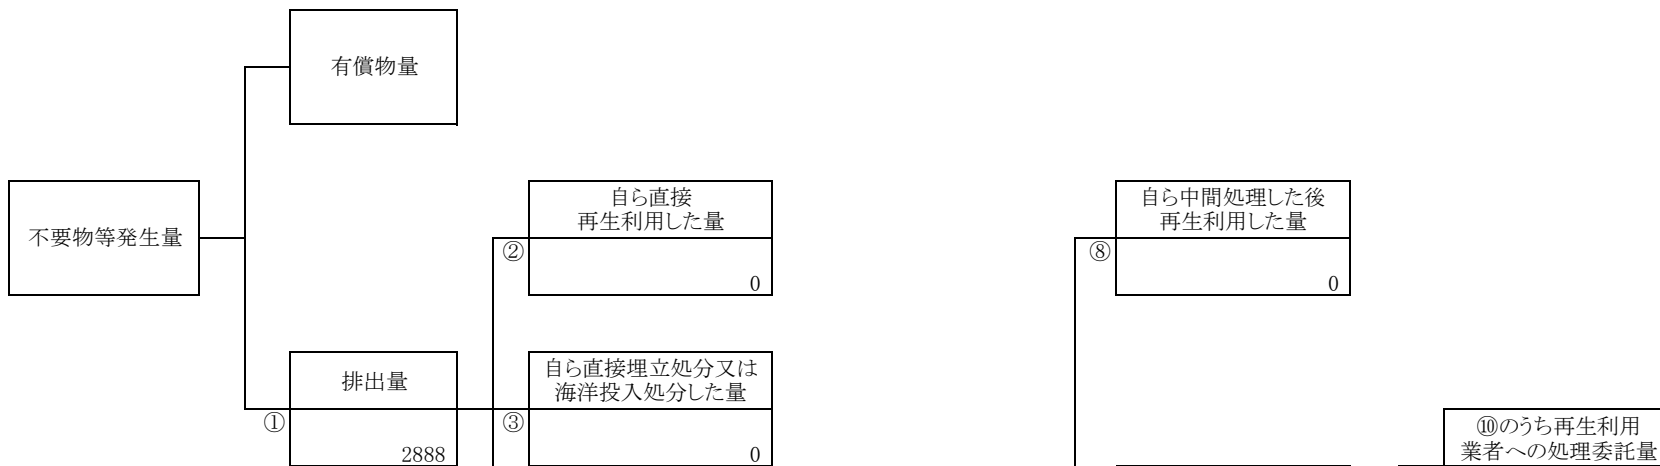 有償物量
不要物等発生量
自ら直接
再生利用した量
②
0
自ら中間処理した後
再生利用した量
⑧
0
排出量
①
2888
自ら直接埋立処分又は
海洋投入処分した量
③
0
⑩のうち再生利用
業者への処理委託量